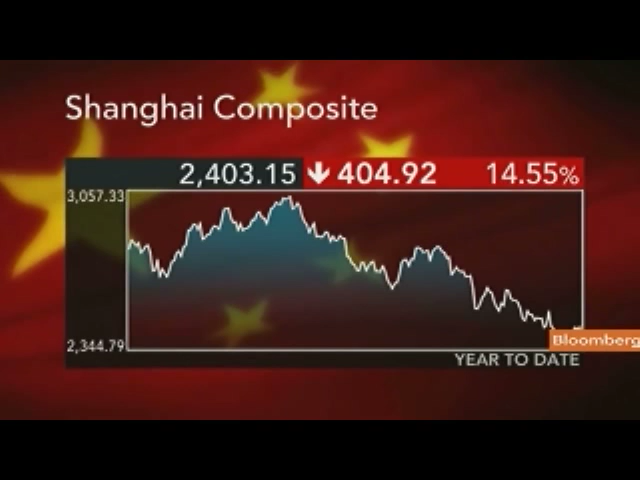 Shanghai Composite
2,403.15 404.92 14.55%
3,057.33
2,344.79
Bloomberg
YEAR TO DATE